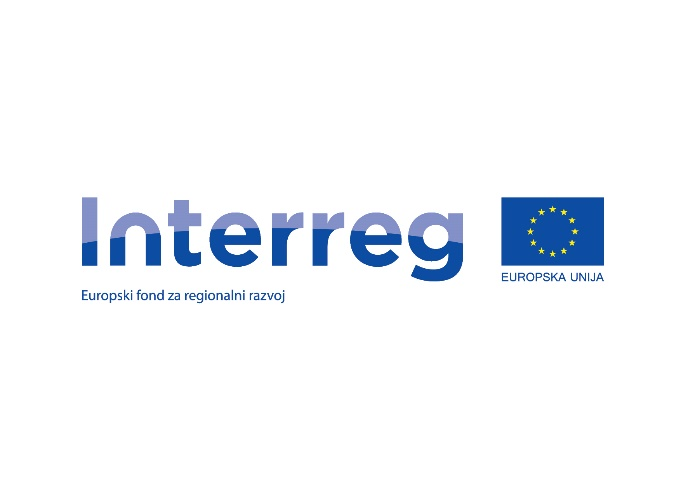 Interreg
EUROPSKA UNIJA
Europski fond za regionalni razvoj